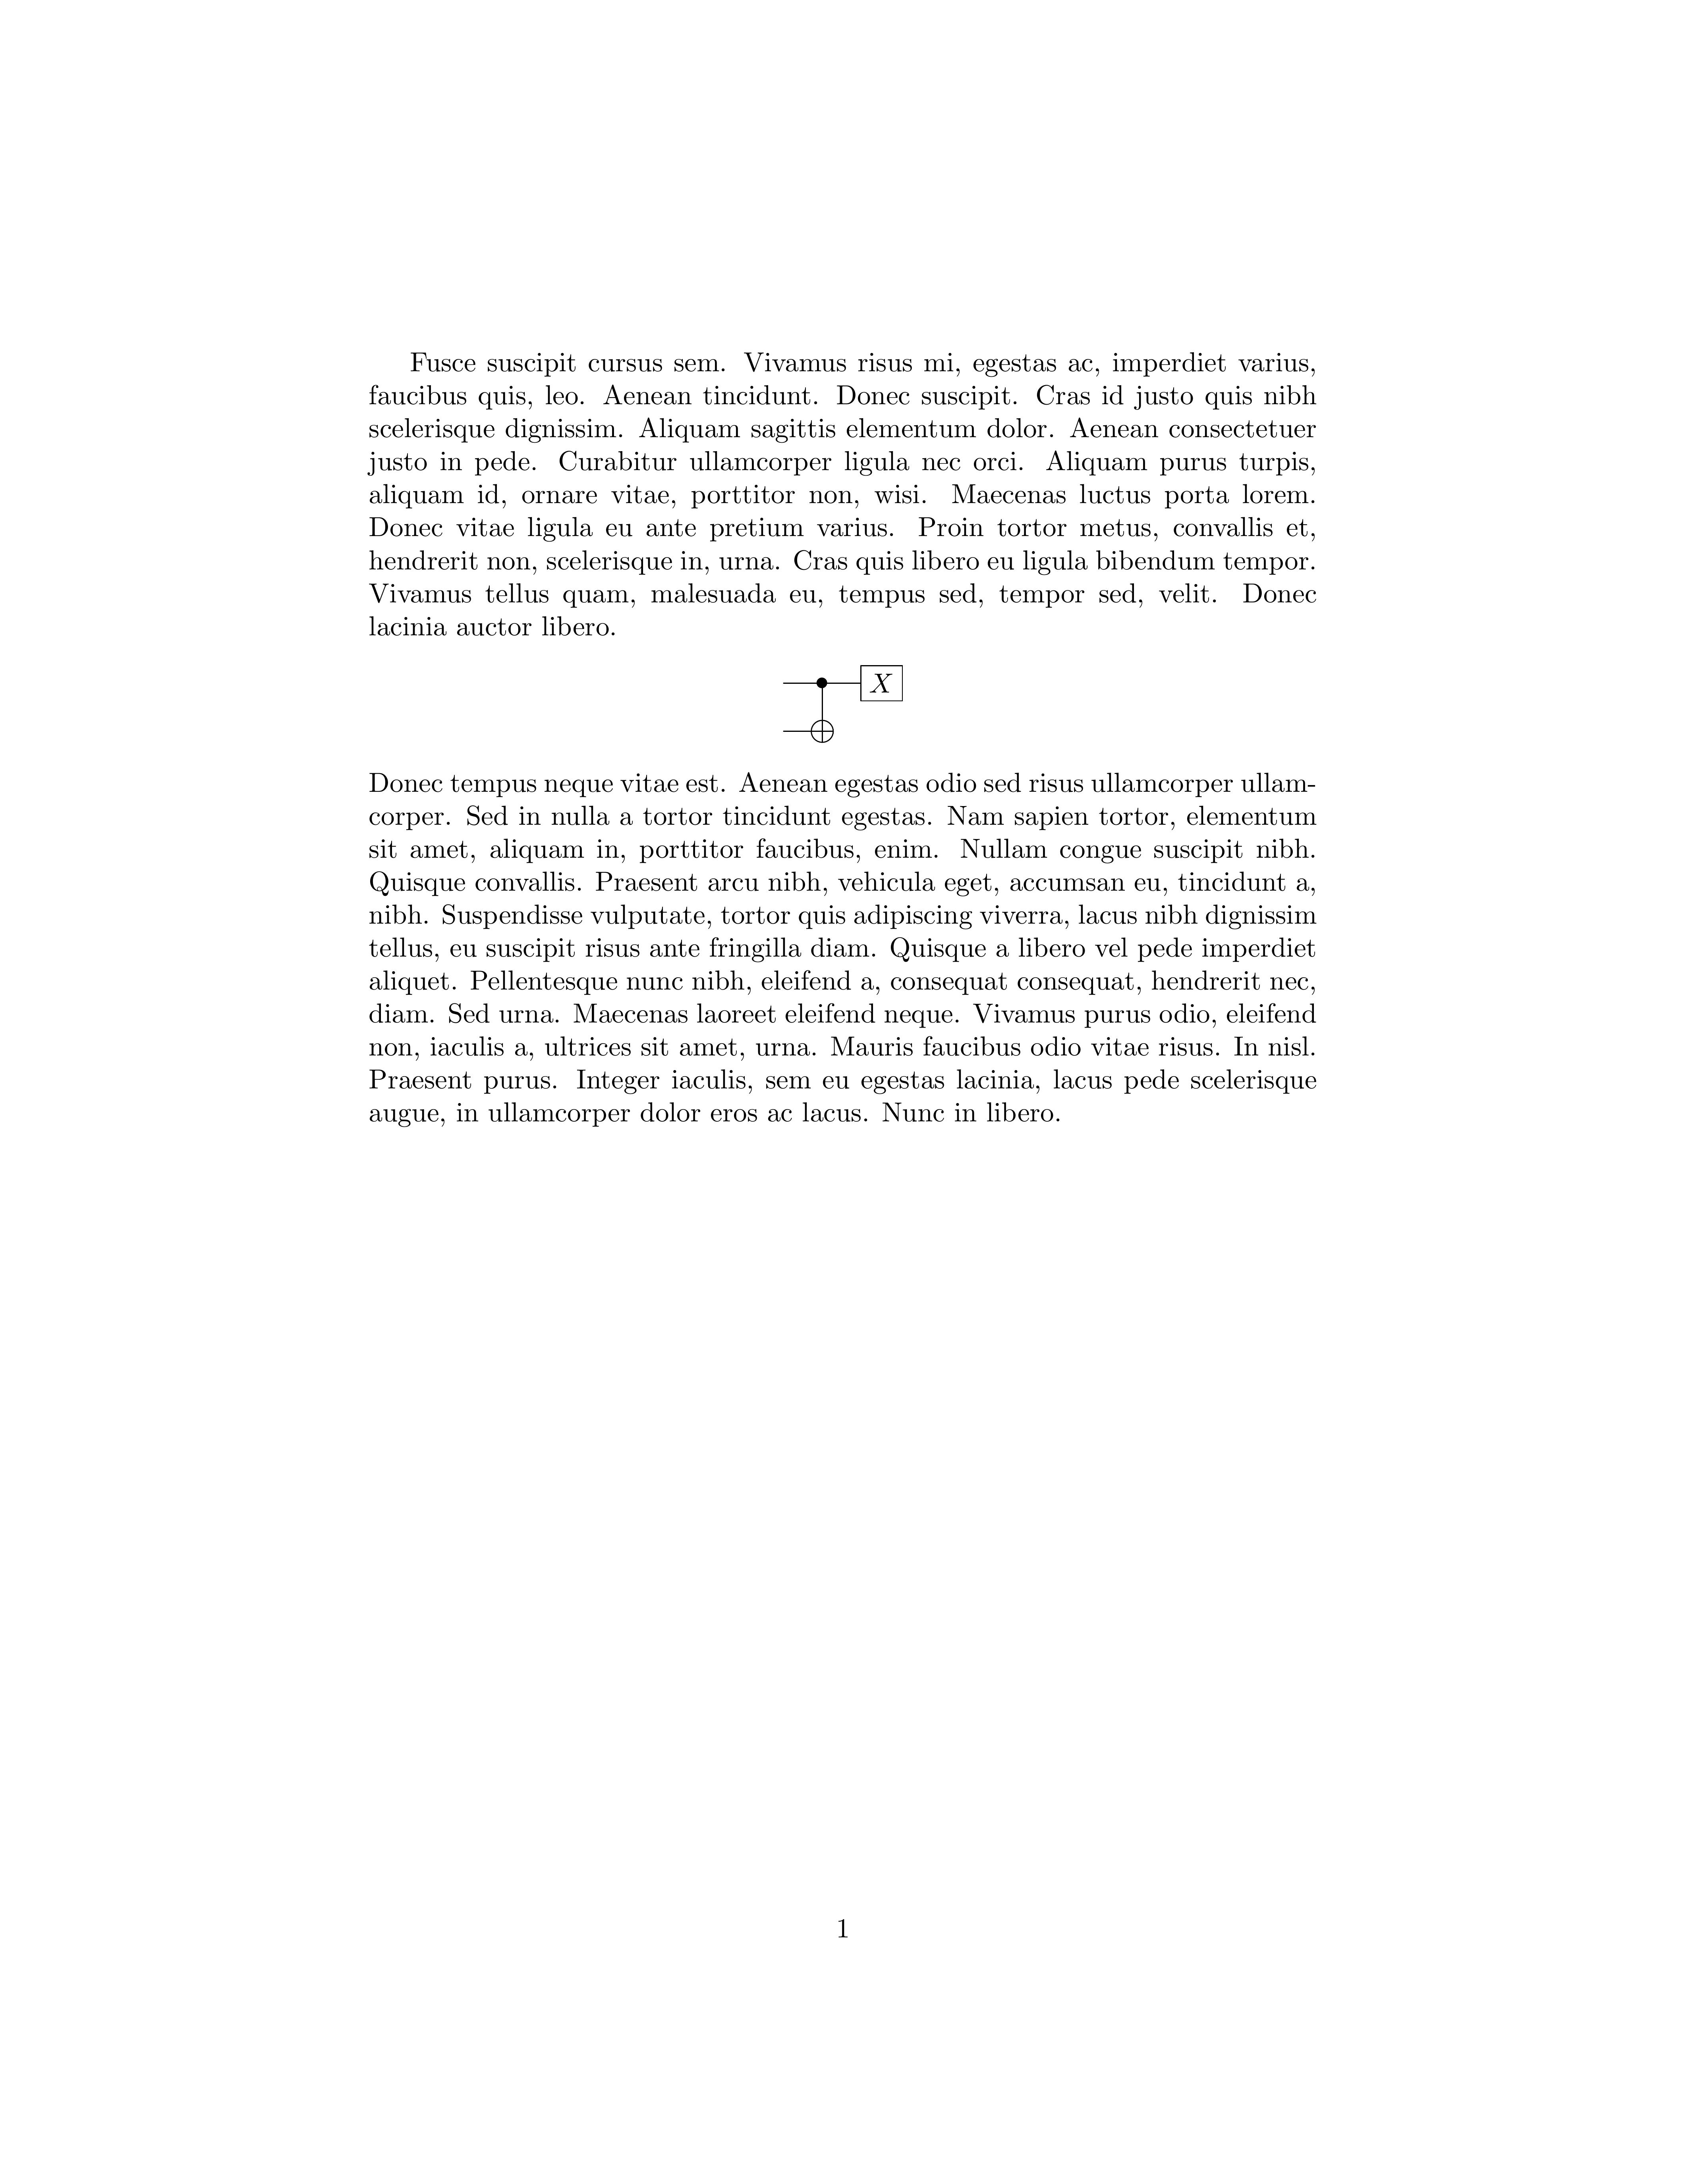 Fusce suscipit cursus sem. Vivamus risus mi, egestas ac, imperdiet varius,
faucibus quis, leo. Aenean tincidunt. Donec suscipit. Cras id justo quis nibh
scelerisque dignissim. Aliquam sagittis elementum dolor. Aenean consectetuer
justo in pede. Curabitur ullamcorper ligula nec orci. Aliquam purus turpis,
aliquam id, ornare vitae, porttitor non, wisi. Maecenas luctus porta lorem.
Donec vitae ligula eu ante pretium varius. Proin tortor metus, convallis et,
hendrerit non, scelerisque in, urna. Cras quis libero eu ligula bibendum tempor.
Vivamus tellus quam, malesuada eu, tempus sed, tempor sed, velit. Donec
lacinia auctor libero.
X
Donec tempus neque vitae est. Aenean egestas odio sed risus ullamcorper ullam-
corper. Sed in nulla a tortor tincidunt egestas. Nam sapien tortor, elementum
sit amet, aliquam in, porttitor faucibus, enim. Nullam congue suscipit nibh.
Quisque convallis. Praesent arcu nibh, vehicula eget, accumsan eu, tincidunt a,
nibh. Suspendisse vulputate, tortor quis adipiscing viverra, lacus nibh dignissim
tellus, eu suscipit risus ante fringilla diam. Quisque a libero vel pede imperdiet
aliquet. Pellentesque nunc nibh, eleifend a, consequat consequat, hendrerit nec,
diam. Sed urna. Maecenas laoreet eleifend neque. Vivamus purus odio, eleifend
non, iaculis a, ultrices sit amet, urna. Mauris faucibus odio vitae risus. In nisl.
Praesent purus. Integer iaculis, sem eu egestas lacinia, lacus pede scelerisque
augue, in ullamcorper dolor eros ac lacus. Nunc in libero.
1